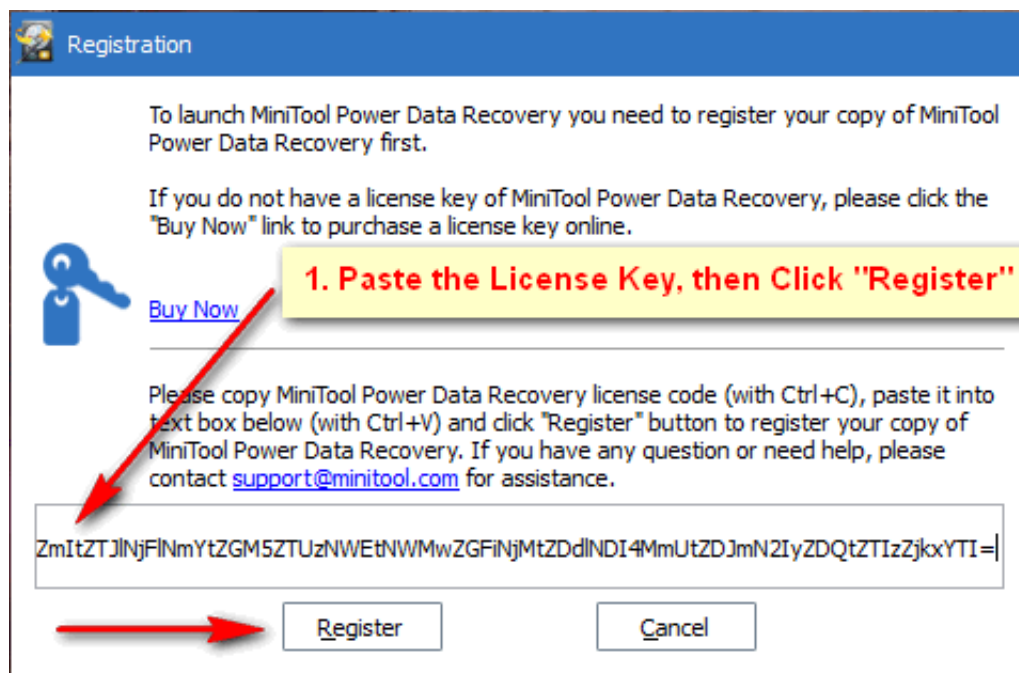 Registration
To launch MiniTool Power Data Recovery you need to register your copy of MiniTool
Power Data Recovery first.
If you do not have a license key of MiniTool Power Data Recovery, please click the
"Buy Now" link to purchase a license key online.
1. Paste the License Key, then Click "Register"
Buy Now
Please copy MiniTool Power Data Recovery license code (with Ctrl+C), paste it into
text box below (with Ctrl+V) and click "Register" button to register your copy of
MiniTool Power Data Recovery. If you have any question or need help, please
contact support@minitool.com for assistance.
Register Cancel